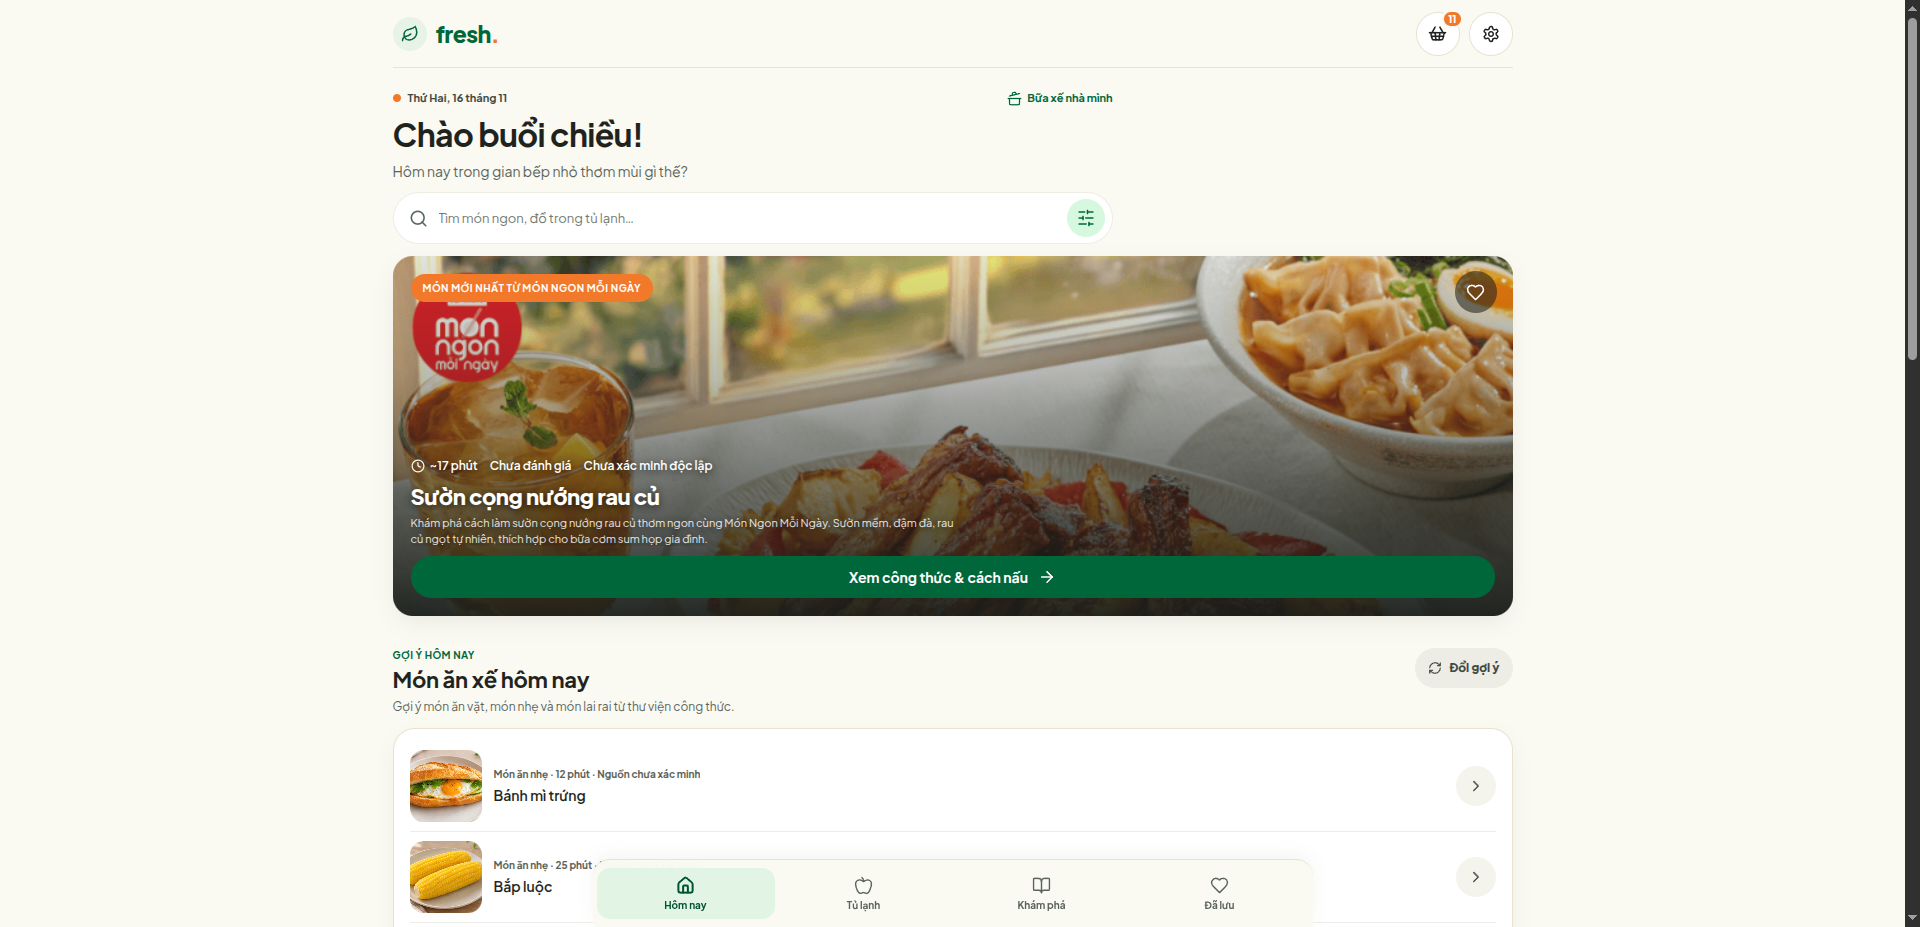 fresh.
11
Thứ Hai, 16 tháng 11
Bữa xế nhà mình
Chào buổi chiều!
Hôm nay trong gian bếp nhỏ thơm mùi gì thế?
Tìm món ngon, đồ trong tủ lạnh...
MÓN MỚI NHẤT TỪ MÓN NGON MỖI NGÀY
món
ngon
mỗi ngày
~17 phút Chưa đánh giá Chưa xác minh độc lập
Sườn cọng nướng rau củ
Khám phá cách làm sườn cọng nướng rau củ thơm ngon cùng Món Ngon Mỗi Ngày. Sườn mềm, đậm đà, rau
củ ngọt tự nhiên, thích hợp cho bữa cơm sum họp gia đình.
Xem công thức & cách nấu
GỢI Ý HÔM NAY
Món ăn xế hôm nay
Đổi gợi ý
Gợi ý món ăn vặt, món nhẹ và món lai rai từ thư viện công thức.
Món ăn nhẹ · 12 phút · Nguồn chưa xác minh
Bánh mì trứng
Món ăn nhẹ · 25 phút ·
Bắp luộc
Hôm nay
Tủ lạnh
Khám phá
Đã lưu